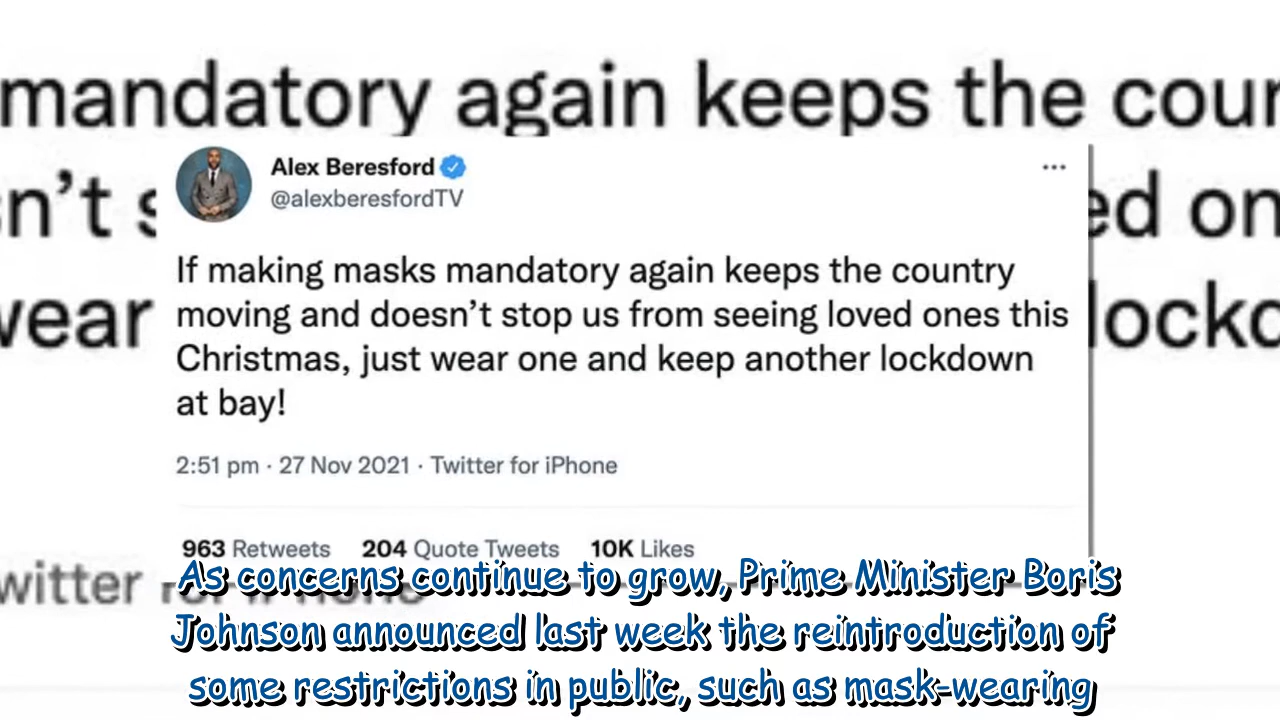 mandatory again keeps the cour
n't s
ed on
wear
lockd
Alex Beresford
@alexberesfordTV
If making masks mandatory again keeps the country
moving and doesn't stop us from seeing loved ones this
Christmas, just wear one and keep another lockdown
at bay!
2:51 pm · 27 Nov 2021 · Twitter for iPhone
963 Retweets 204 Quote Tweets 10K Likes
witter
As concerns continue to grow, Prime Minister Boris
Johnson announced last week the reintroduction of
some restrictions in public, such as mask-wearing